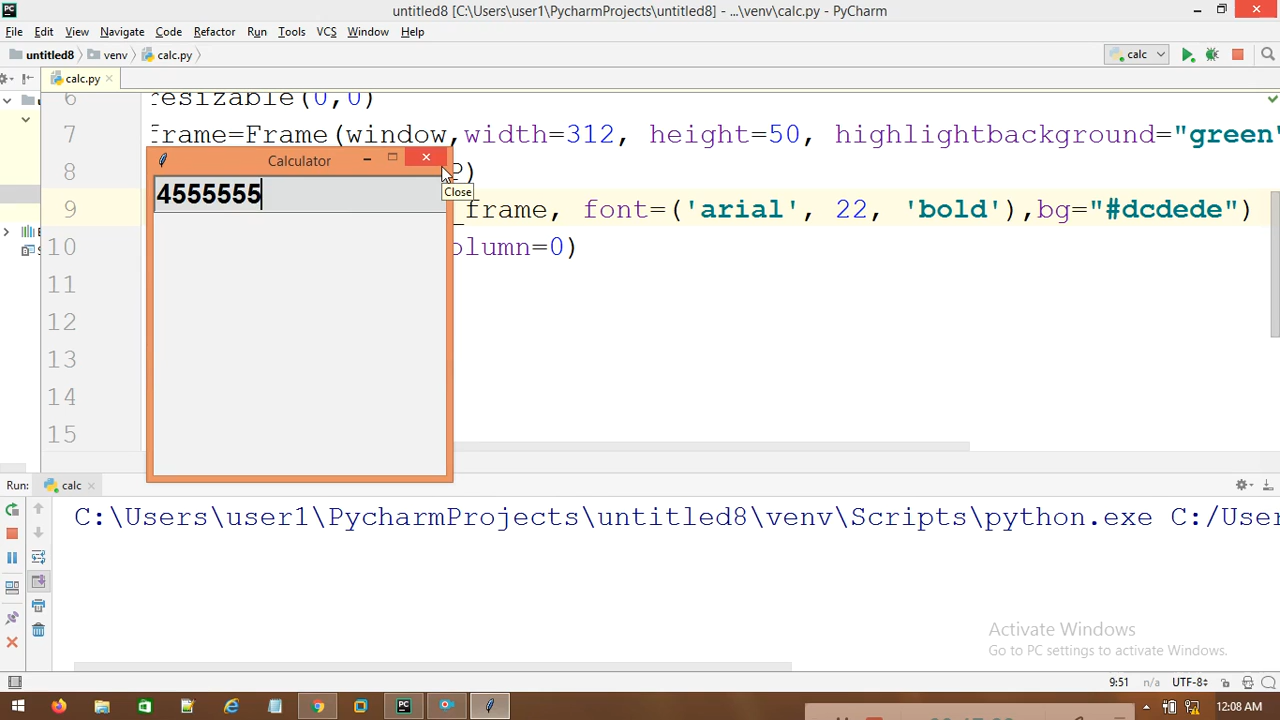 untitled8 [C:\Users\user1\PycharmProjects\untitled8] - ...\venv\calc.py - PyCharm
File Edit View Navigate Code Refactor Run Tools VCS Window Help
untitled8 venv calc.py calc
calc.py
6 resizable(0,0)
7 frame=Frame(window,width=312, height=50, highlightbackground="green"
8 P)
9 _frame, font=('arial', 22, 'bold'),bg="#dcdede")
10 olumn=0)
11
12
13
14
15
Calculator
4555555
Close
Run: calc
C:\Users\user1\PycharmProjects\untitled8\venv\Scripts\python.exe C:/User
Activate Windows
Go to PC settings to activate Windows.
9:51 n/a UTF-8
12:08 AM